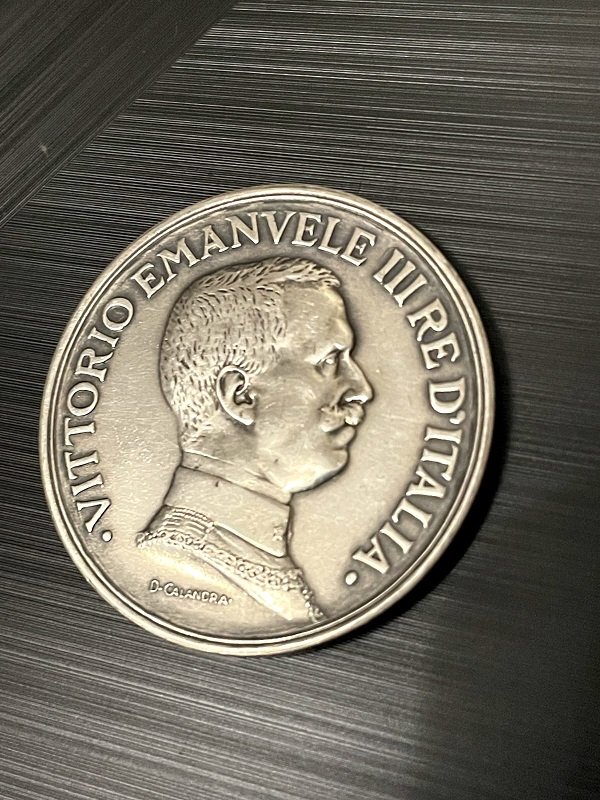 · VITTORIO EMANVELE III RE D'ITALIA ·
D·CALANDRA